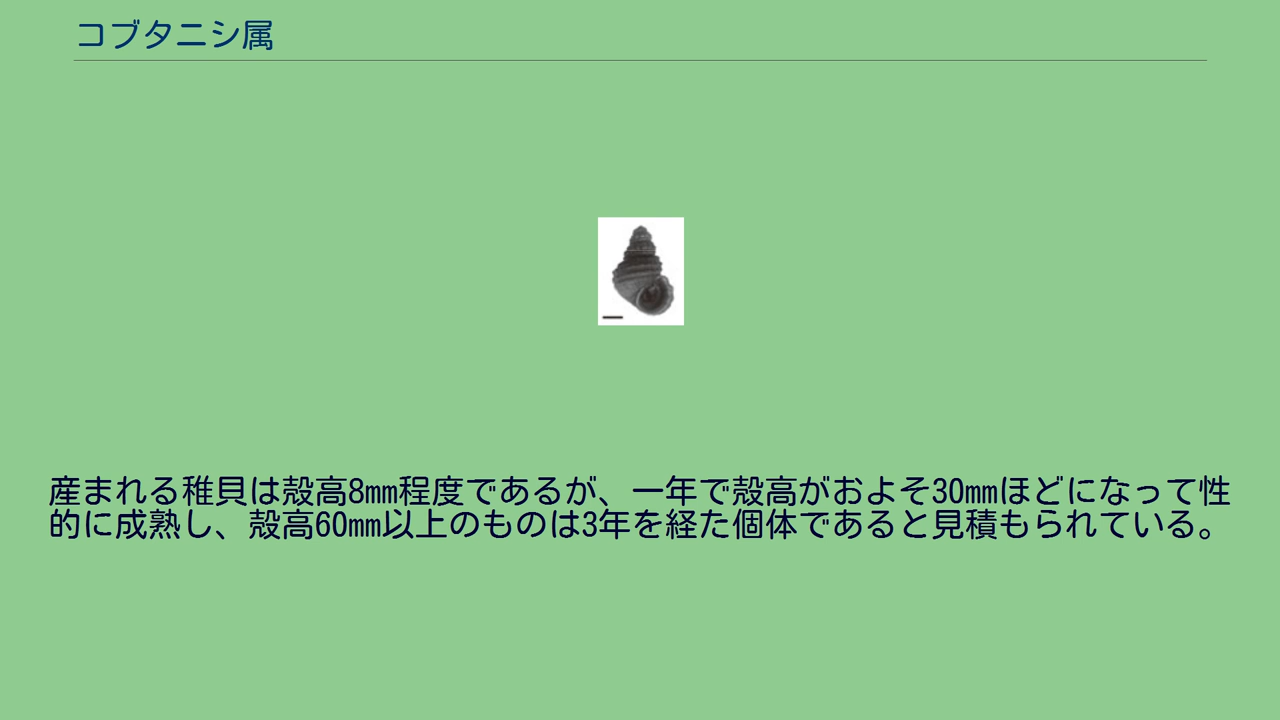 コブタニシ属
産まれる稚貝は殻高8mm程度であるが、一年で殻高がおよそ30mmほどになって性
的に成熟し、殻高60mm以上のものは3年を経た個体であると見積もられている。